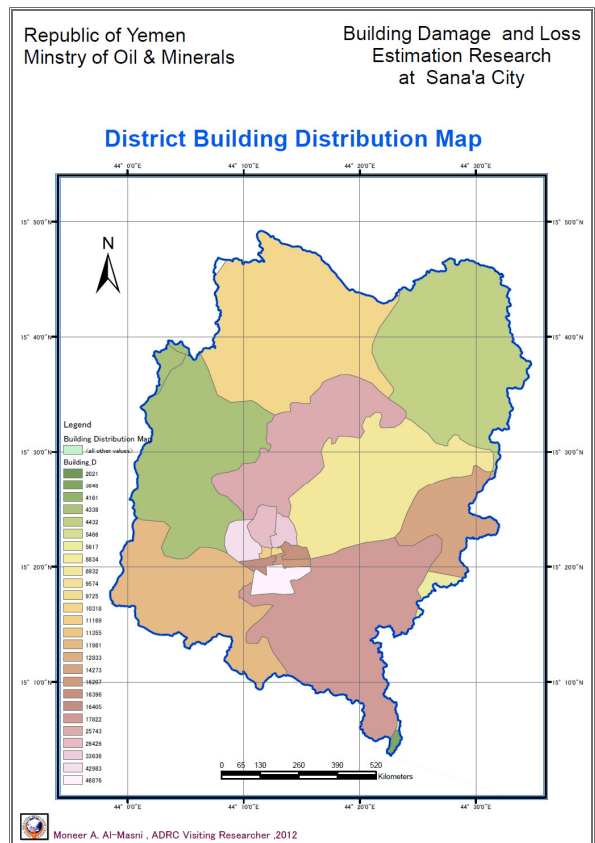 Republic of Yemen
Minstry of Oil & Minerals
Building Damage and Loss
Estimation Research
at Sana'a City
District Building Distribution Map
44° 0'0"E
44° 10'0"E
44° 20'0"E
44° 30'0"E
15° 50'0"N
15° 50'0"N
N
15° 40'0"N
15° 40'0"N
Legend
Building Distribution Map
<all other values>
15° 30'0"N
15° 30'0"N
Building_D
2021
3848
4161
4338
4432
5466
5817
8834
8932
9574
9725
10318
11169
11355
11981
12833
14273
16207
16396
16405
17822
25743
26426
33636
42983
46876
15° 20'0"N
15° 20'0"N
15° 10'0"N
15° 10'0"N
0 65 130 260 390 520
Kilometers
44° 0'0"E
44° 10'0"E
44° 20'0"E
44° 30'0"E
Moneer A. Al-Masni , ADRC Visiting Researcher ,2012